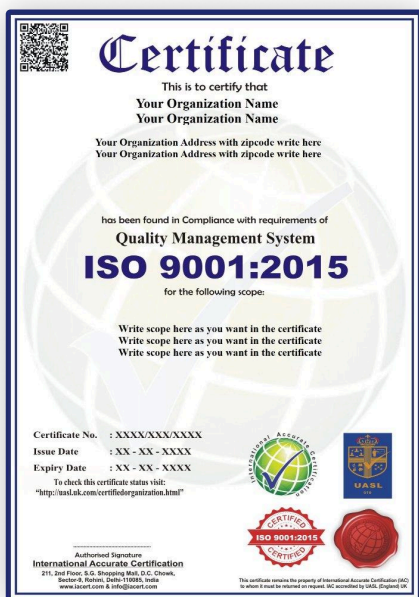 Certificate
This is to certify that
Your Organization Name
Your Organization Name
Your Organization Address with zipcode write here
Your Organization Address with zipcode write here
has been found in Compliance with requirements of
Quality Management System
ISO 9001:2015
for the following scope:
Write scope here as you want in the certificate
Write scope here as you want in the certificate
Write scope here as you want in the certificate
Certificate No. : XXXX/XXX/XXXX
Issue Date : XX - XX - XXXX
Expiry Date : XX - XX - XXXX
To check this certificate status visit:
“http://uasl.uk.com/certifiedorganization.html”
International Accurate Certification
UASL
CERTIFIED
ISO 9001:2015
CERTIFIED
Authorised Signature
International Accurate Certification
211, 2nd Floor, S.G. Shopping Mall, D.C. Chowk,
Sector-9, Rohini, Delhi-110085, India
www.iacert.com & info@iacert.com
This certificate remains the property of International Accurate Certification (IAC)
to whom it must be returned on request. IAC accredited by UASL (England) UK